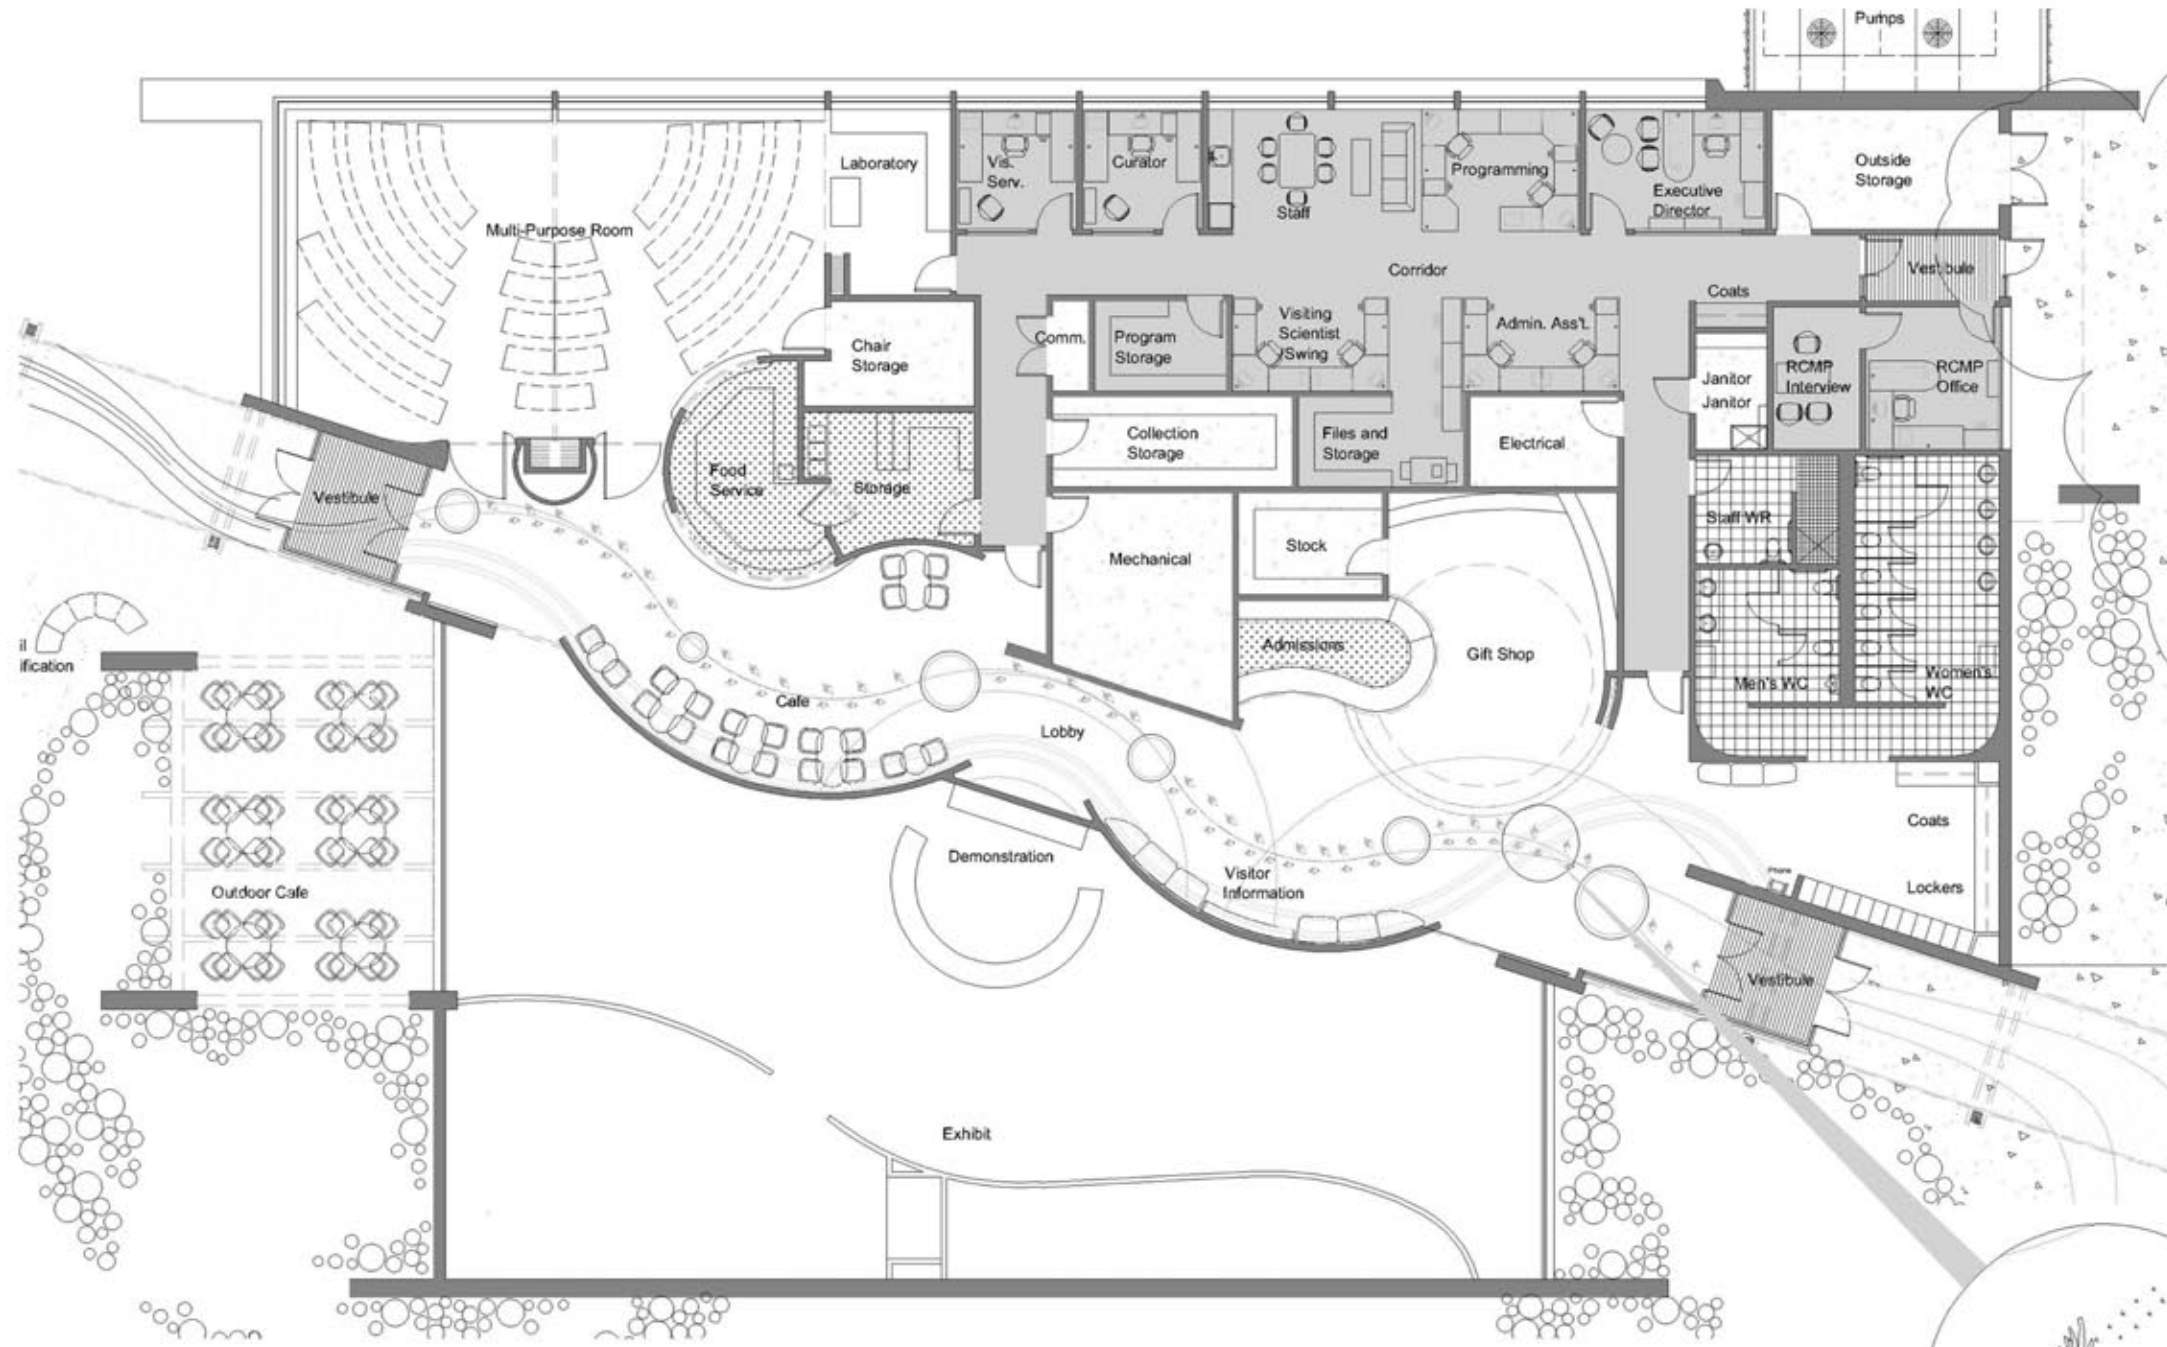 Pumps
Laboratory
Vis.
Serv.
Curator
Staff
Programming
Executive
Director
Outside
Storage
Multi-Purpose Room
Corridor
Vestibule
Coats
Chair
Storage
Comm.
Program
Storage
Visiting
Scientist
/Swing
Admin. Ass't.
Janitor
Janitor
RCMP
Interview
RCMP
Office
Collection
Storage
Files and
Storage
Electrical
Food
Service
Storage
Vestibule
Staff WR
Mechanical
Stock
Admissions
Gift Shop
Men's WC
Women's
WC
il
ification
Cafe
Lobby
Coats
Demonstration
Visitor
Information
Phone
Lockers
Outdoor Cafe
Vestibule
Exhibit